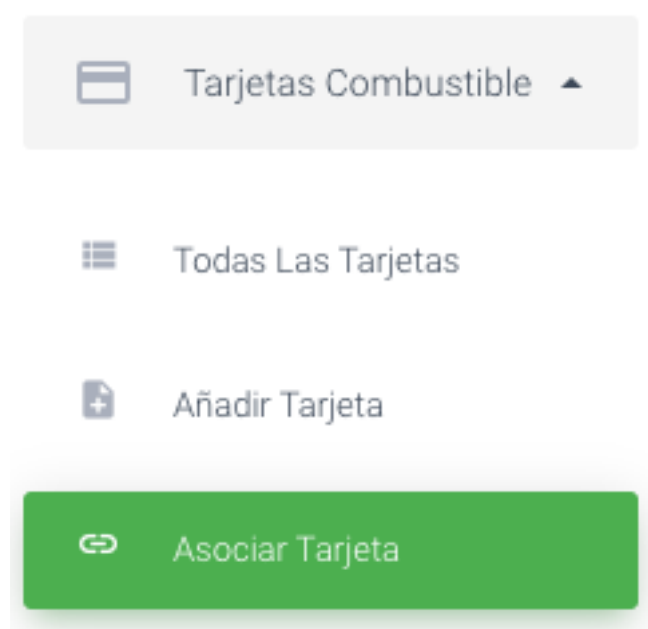 Tarjetas Combustible
Todas Las Tarjetas
Añadir Tarjeta
Asociar Tarjeta